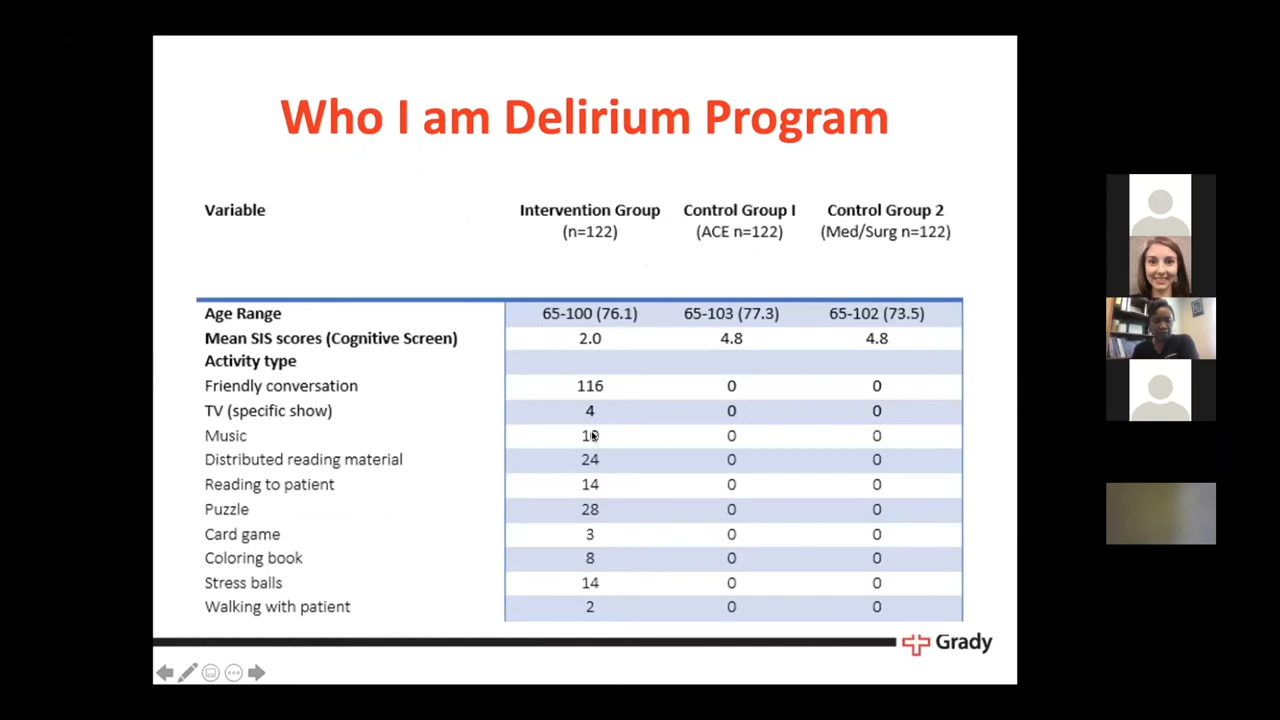 Who I am Delirium Program
Variable Intervention Group Control Group I Control Group 2
(n=122) (ACE n=122) (Med/Surg n=122)
Age Range 65-100 (76.1) 65-103 (77.3) 65-102 (73.5)
Mean SIS scores (Cognitive Screen) 2.0 4.8 4.8
Activity type
Friendly conversation 116 0 0
TV (specific show) 4 0 0
Music 0 0
Distributed reading material 24 0 0
Reading to patient 14 0 0
Puzzle 28 0 0
Card game 3 0 0
Coloring book 8 0 0
Stress balls 14 0 0
Walking with patient 2 0 0
Grady